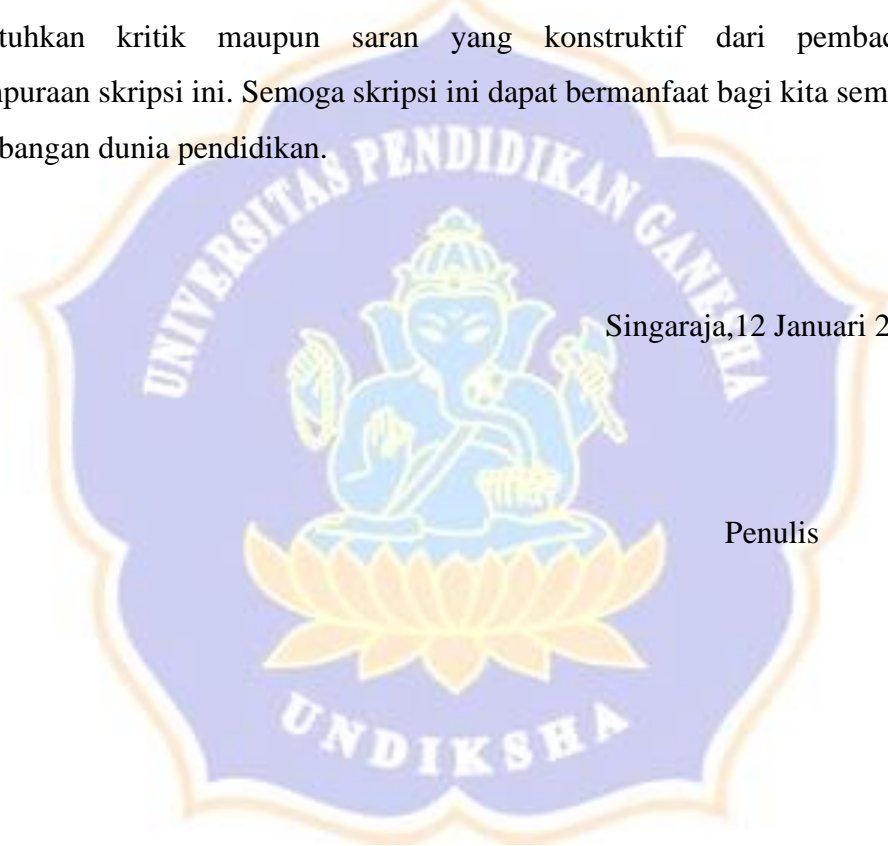 tuhkan kritik maupun saran yang konstruktif dari pembac
npuraan skripsi ini. Semoga skripsi ini dapat bermanfaat bagi kita sem
bangan dunia pendidikan.
UNIVERSITAS PENDIDIKAN GANESHA
Singaraja,12 Januari 2
Penulis
UNDIKSHA